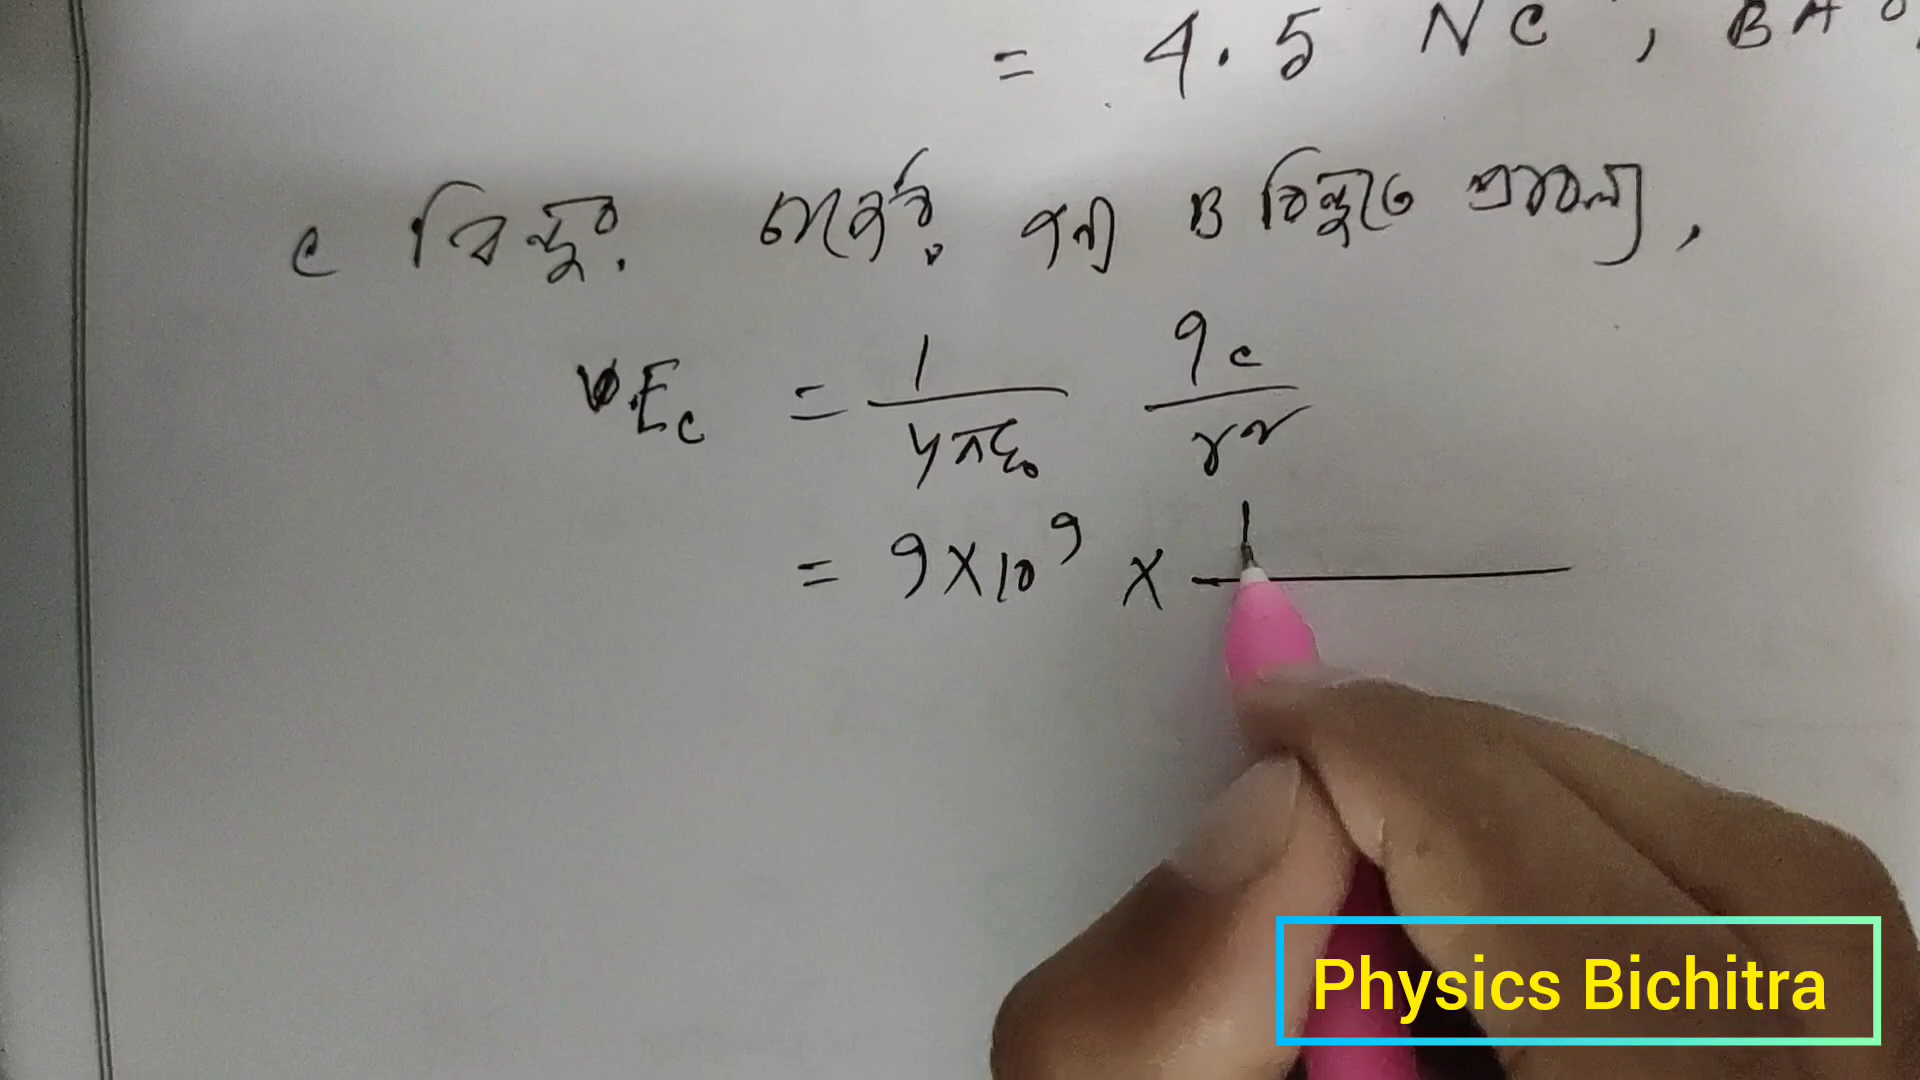 = 4.5 NC , BA
C বিন্দুর চার্জের জন্য B বিন্দুতে প্রাবল্য,
E_C = 1/4πε₀ q_C/r²
= 9×10⁹ × 1
Physics Bichitra